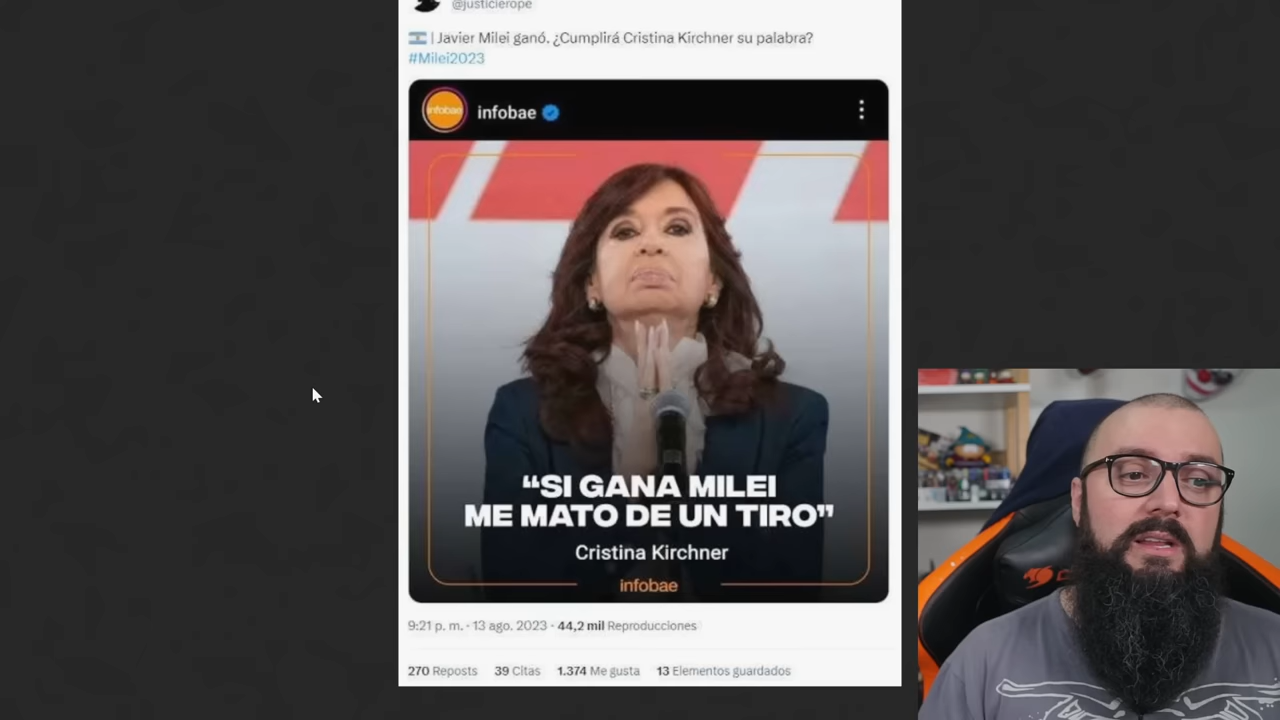 @justicierope
| Javier Milei ganó. ¿Cumplirá Cristina Kirchner su palabra?
#Milei2023
infobae
infobae
“SI GANA MILEI
ME MATO DE UN TIRO”
Cristina Kirchner
infobae
9:21 p. m. · 13 ago. 2023 · 44,2 mil Reproducciones
270 Reposts 39 Citas 1.374 Me gusta 13 Elementos guardados